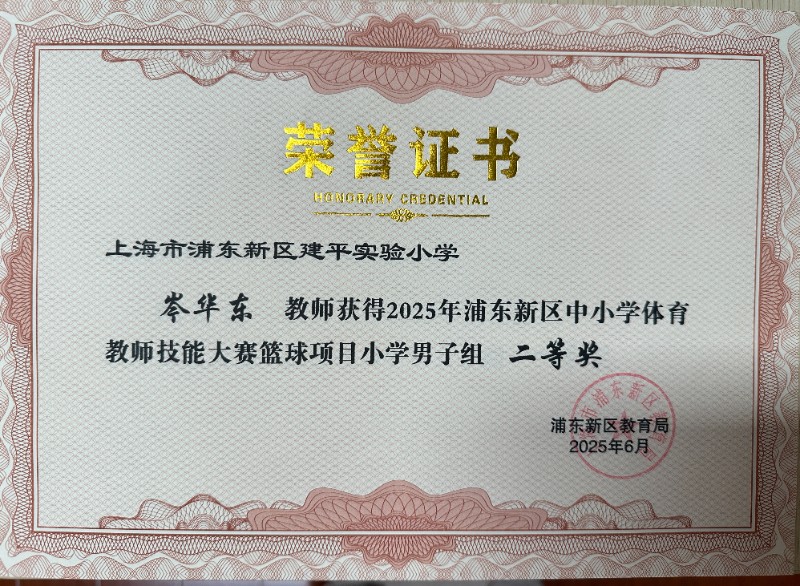 荣誉证书
HONORARY CREDENTIAL
上海市浦东新区建平实验小学
岑华东 教师获得2025年浦东新区中小学体育
教师技能大赛篮球项目小学男子组 二等奖
浦东新区教育局
2025年6月